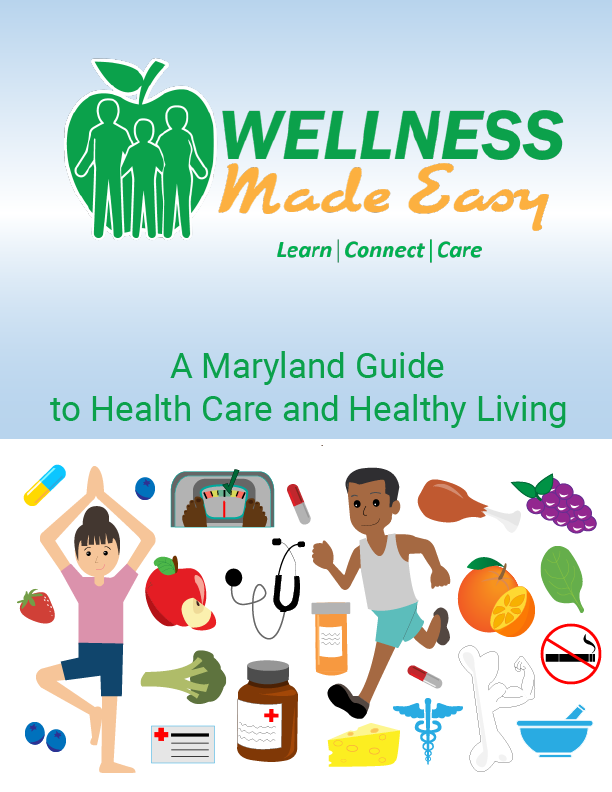 WELLNESS
Made Easy
Learn|Connect|Care
A Maryland Guide
to Health Care and Healthy Living